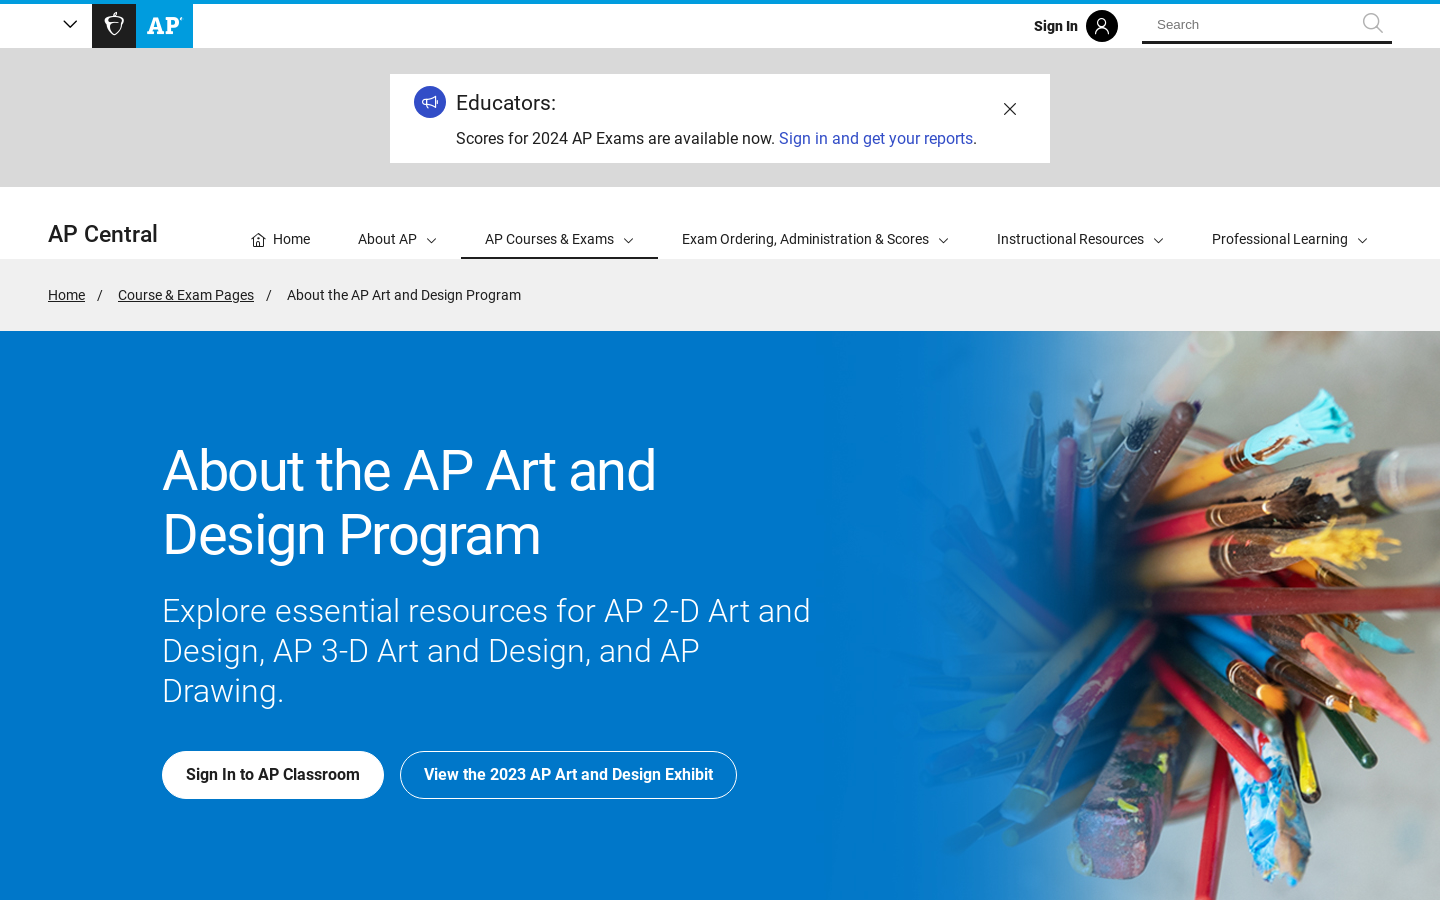 AP
Sign In
Search
Educators:
Scores for 2024 AP Exams are available now. Sign in and get your reports.
AP Central
Home
About AP
AP Courses & Exams
Exam Ordering, Administration & Scores
Instructional Resources
Professional Learning
Home / Course & Exam Pages / About the AP Art and Design Program
About the AP Art and
Design Program
Explore essential resources for AP 2-D Art and
Design, AP 3-D Art and Design, and AP
Drawing.
Sign In to AP Classroom
View the 2023 AP Art and Design Exhibit